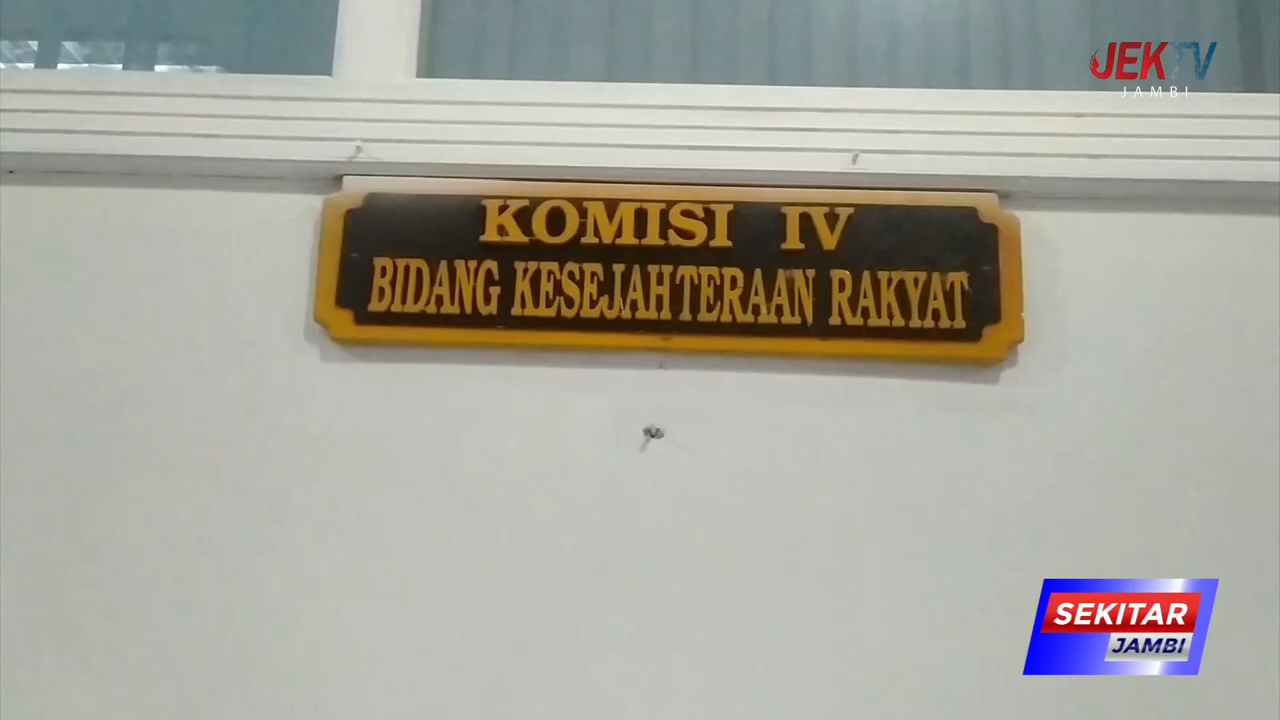 JEKTV
JAMBI
KOMISI IV
BIDANG KESEJAHTERAAN RAKYAT
SEKITAR
JAMBI